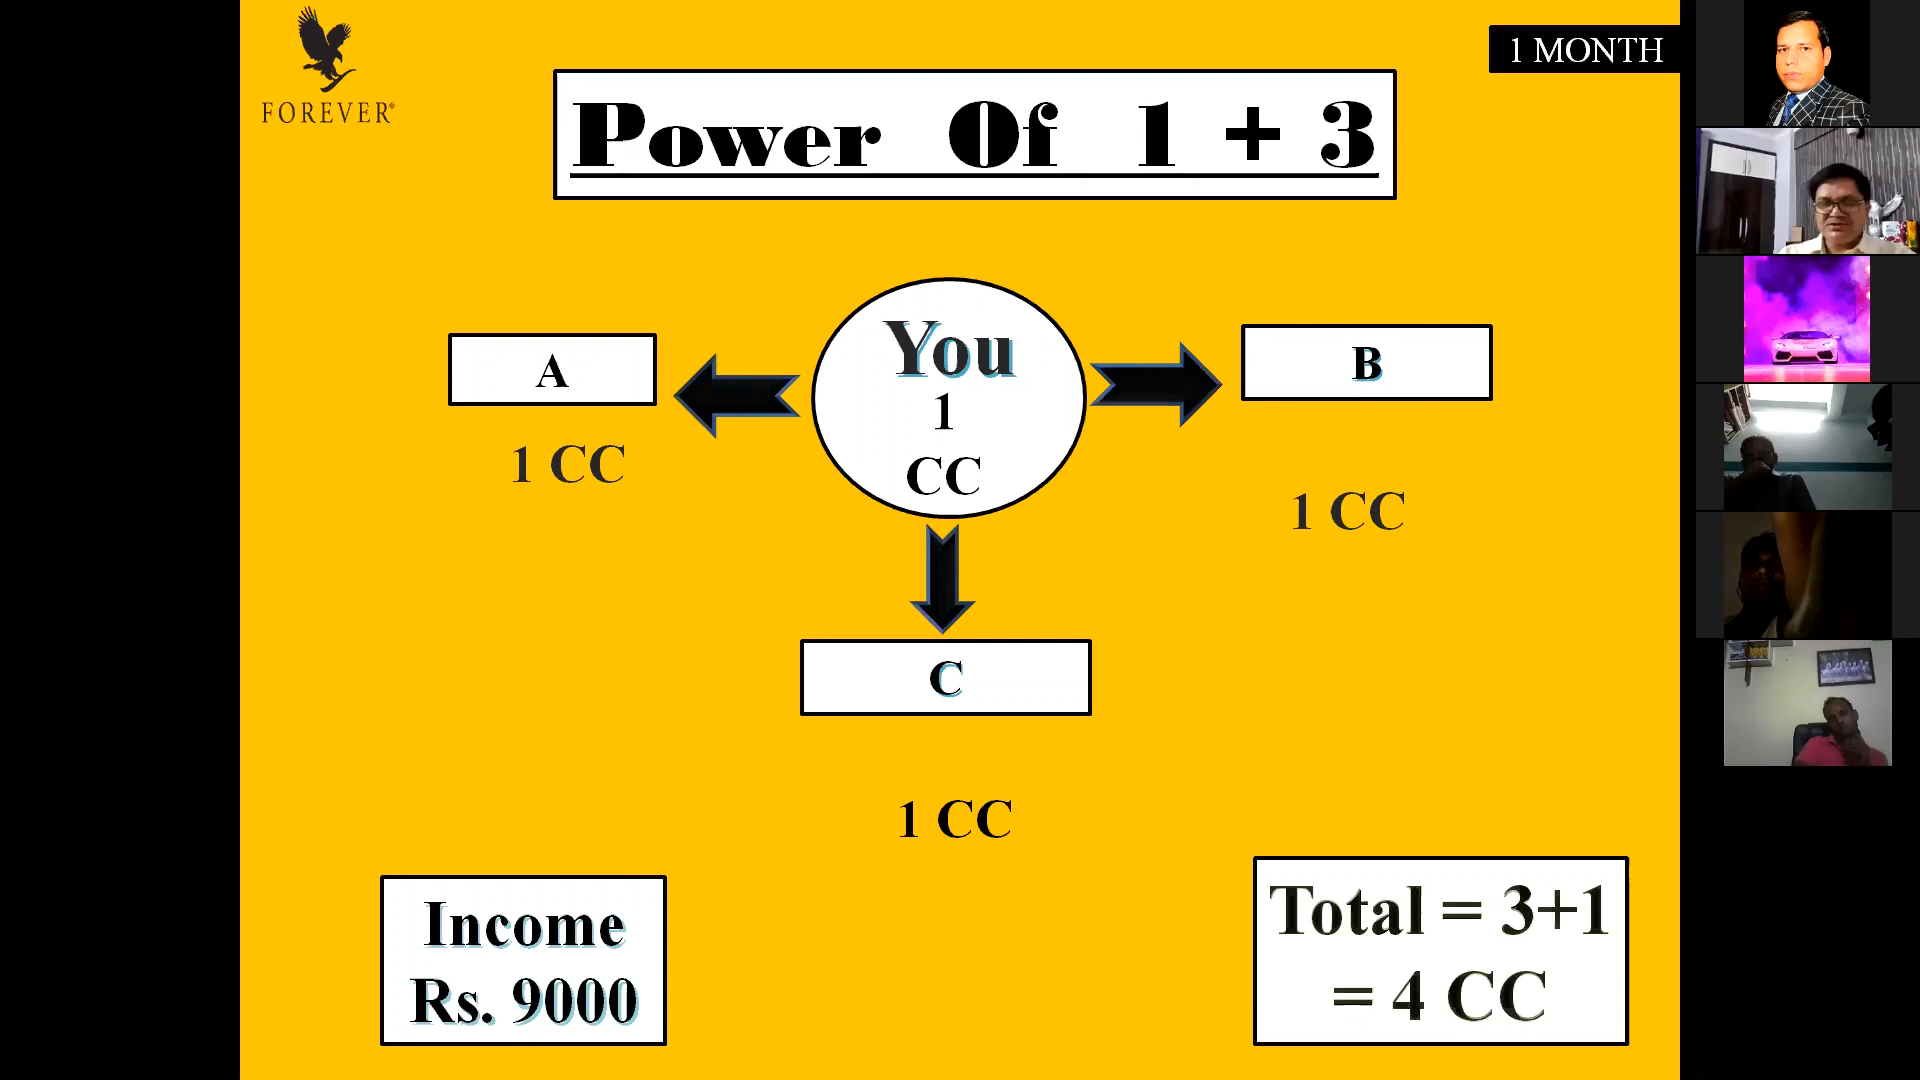 FOREVER®
1 MONTH
Power Of 1 + 3
You
1
CC
A
1 CC
B
1 CC
C
1 CC
Income
Rs. 9000
Total = 3+1
= 4 CC